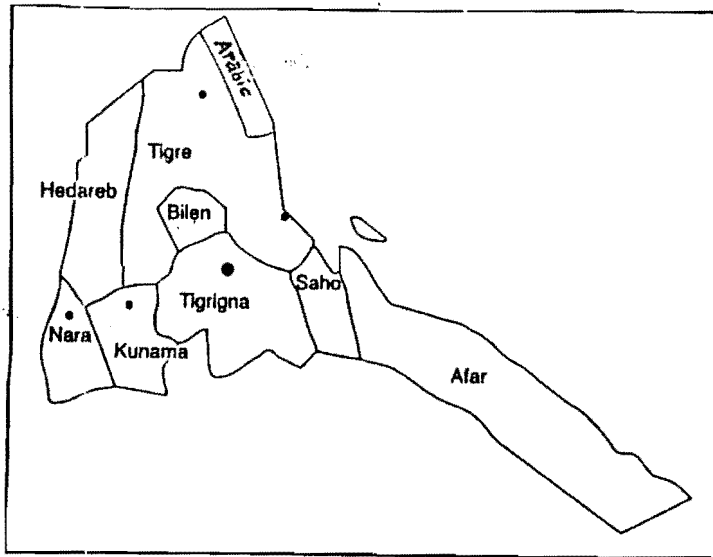 Arabic
Tigre
Hedareb
Bilen
Saho
Tigrigna
Nara
Kunama
Afar